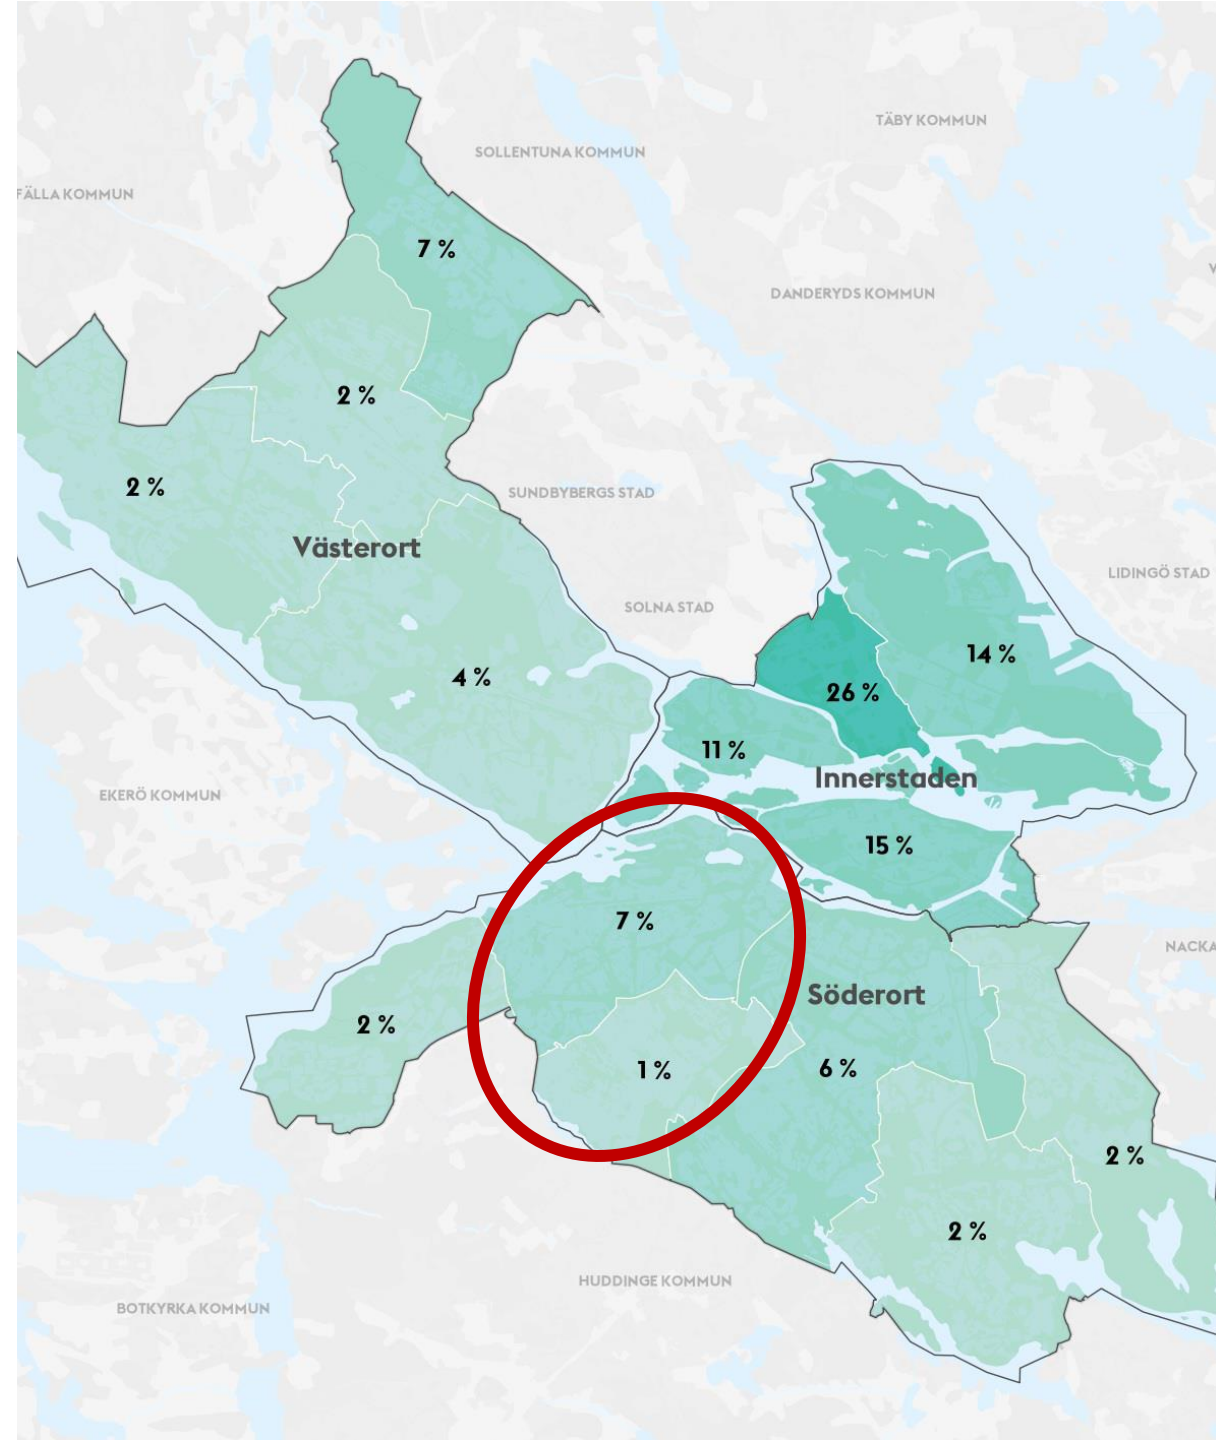 TÄBY KOMMUN
SOLLENTUNA KOMMUN
FÄLLA KOMMUN
7 %
DANDERYDS KOMMUN
2 %
2 %
SUNDBYBERGS STAD
Västerort
LIDINGÖ STAD
SOLNA STAD
14 %
4 %
26 %
11 %
Innerstaden
EKERÖ KOMMUN
15 %
7 %
NACKA
Söderort
2 %
1 %
6 %
2 %
2 %
HUDDINGE KOMMUN
BOTKYRKA KOMMUN